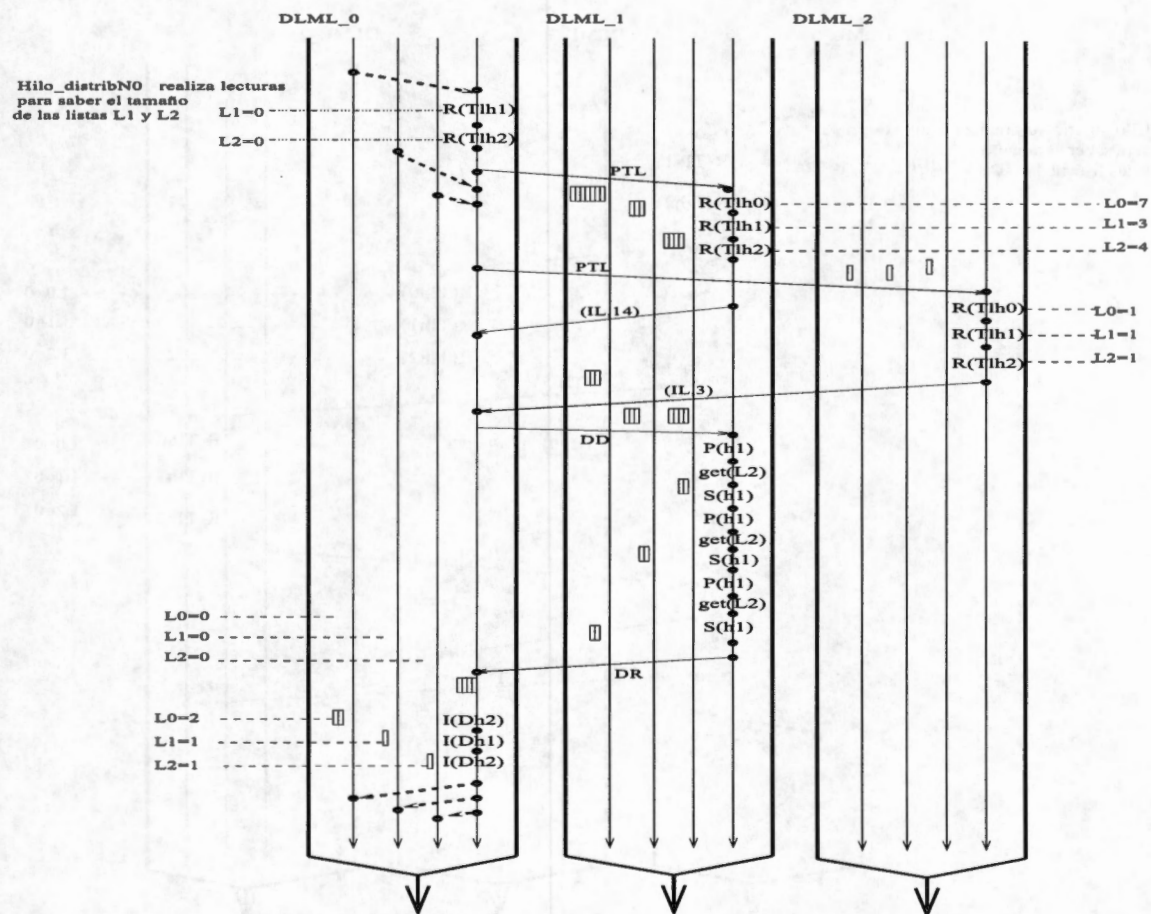 DLML_0
DLML_1
DLML_2
Hilo_distribN0 realiza lecturas
para saber el tamaño
de las listas L1 y L2
L1=0
R(Tlh1)
L2=0
R(Tlh2)
PTL
R(Tlh0)
L0=7
R(Tlh1)
L1=3
R(Tlh2)
L2=4
PTL
R(Tlh0)
L0=1
(IL 14)
R(Tlh1)
L1=1
R(Tlh2)
L2=1
(IL 3)
DD
P(h1)
get(L2)
S(h1)
P(h1)
get(L2)
S(h1)
P(h1)
get(L2)
S(h1)
L0=0
L1=0
L2=0
DR
L0=2
I(Dh2)
L1=1
I(Dh1)
L2=1
I(Dh2)